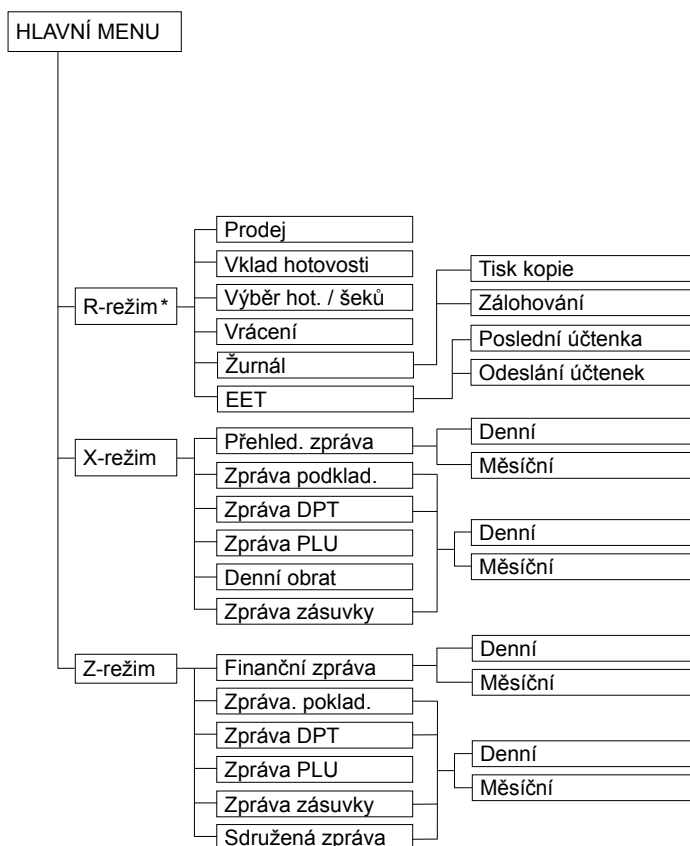 HLAVNÍ MENU
R-režim *
Prodej
Vklad hotovosti
Výběr hot. / šeků
Vrácení
Žurnál
EET
Tisk kopie
Zálohování
Poslední účtenka
Odeslání účtenek
X-režim
Přehled. zpráva
Zpráva podklad.
Zpráva DPT
Zpráva PLU
Denní obrat
Zpráva zásuvky
Denní
Měsíční
Denní
Měsíční
Z-režim
Finanční zpráva
Zpráva. poklad.
Zpráva DPT
Zpráva PLU
Zpráva zásuvky
Sdružená zpráva
Denní
Měsíční
Denní
Měsíční